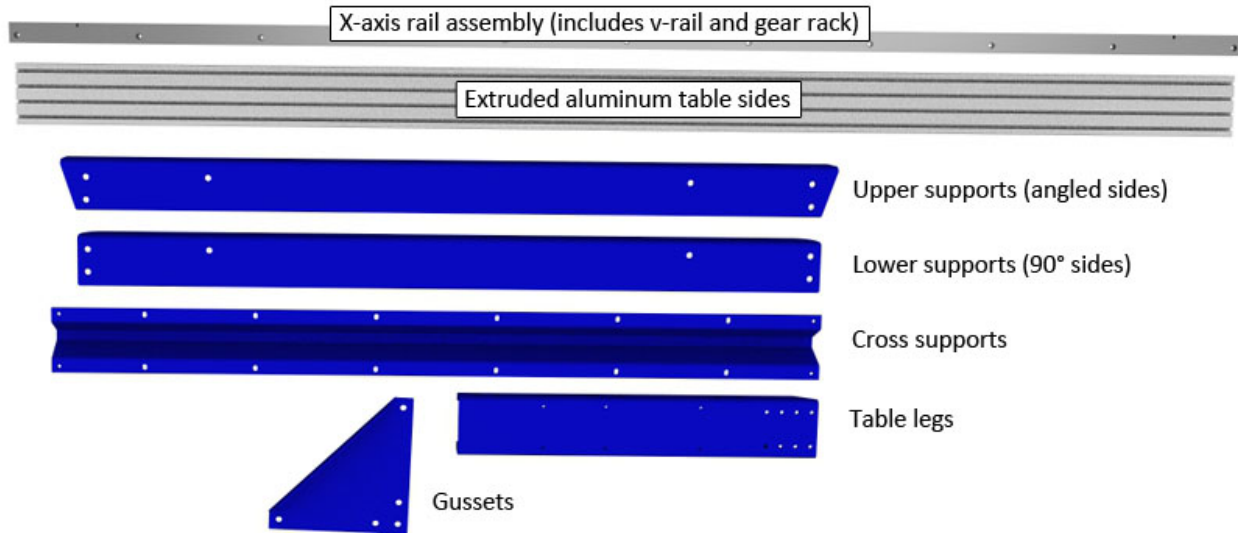 X-axis rail assembly (includes v-rail and gear rack)
Extruded aluminum table sides
Upper supports (angled sides)
Lower supports (90° sides)
Cross supports
Table legs
Gussets